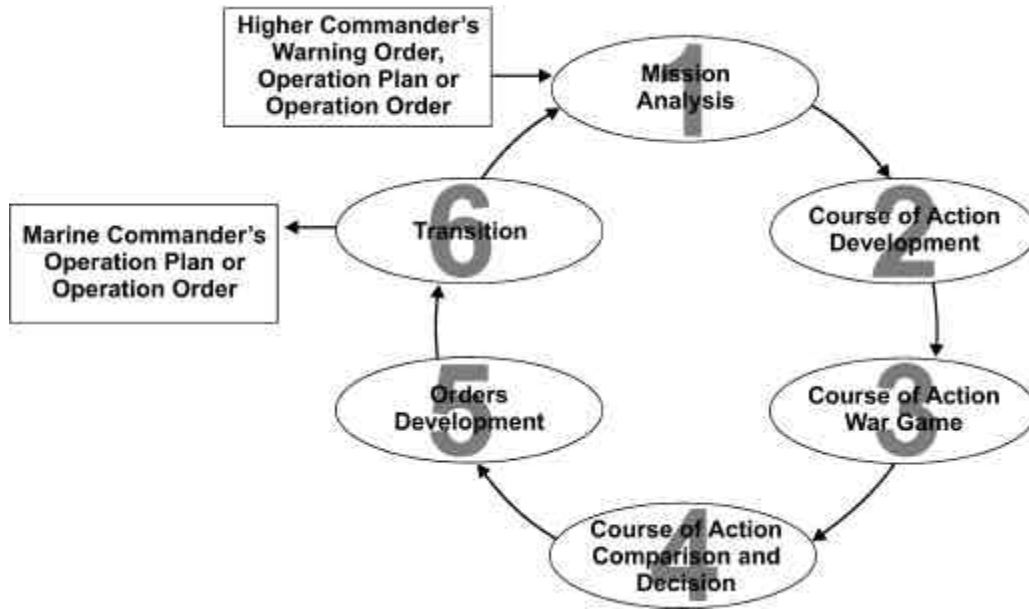 Higher Commander's
Warning Order,
Operation Plan or
Operation Order
1
Mission
Analysis
2
Course of Action
Development
3
Course of Action
War Game
4
Course of Action
Comparison and
Decision
5
Orders
Development
6
Transition
Marine Commander's
Operation Plan or
Operation Order